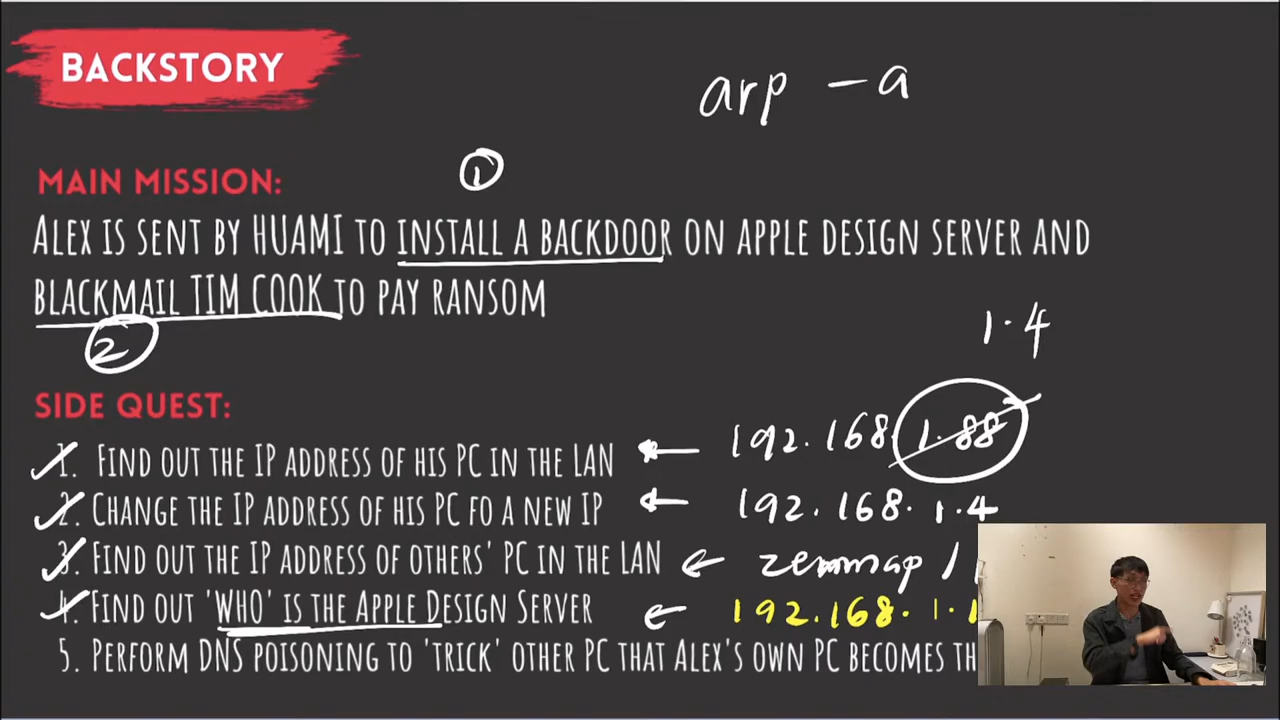 BACKSTORY
arp -a
MAIN MISSION:
1
ALEX IS SENT BY HUAMI TO INSTALL A BACKDOOR ON APPLE DESIGN SERVER AND
BLACKMAIL TIM COOK TO PAY RANSOM
2
1.4
SIDE QUEST:
1. FIND OUT THE IP ADDRESS OF HIS PC IN THE LAN ← 192.168. 1.88
2. CHANGE THE IP ADDRESS OF HIS PC FO A NEW IP ← 192.168. 1.4
3. FIND OUT THE IP ADDRESS OF OTHERS' PC IN THE LAN ← zenmap /
4. FIND OUT 'WHO' IS THE APPLE DESIGN SERVER ← 192.168. 1.1
5. PERFORM DNS POISONING TO 'TRICK' OTHER PC THAT ALEX'S OWN PC BECOMES TH